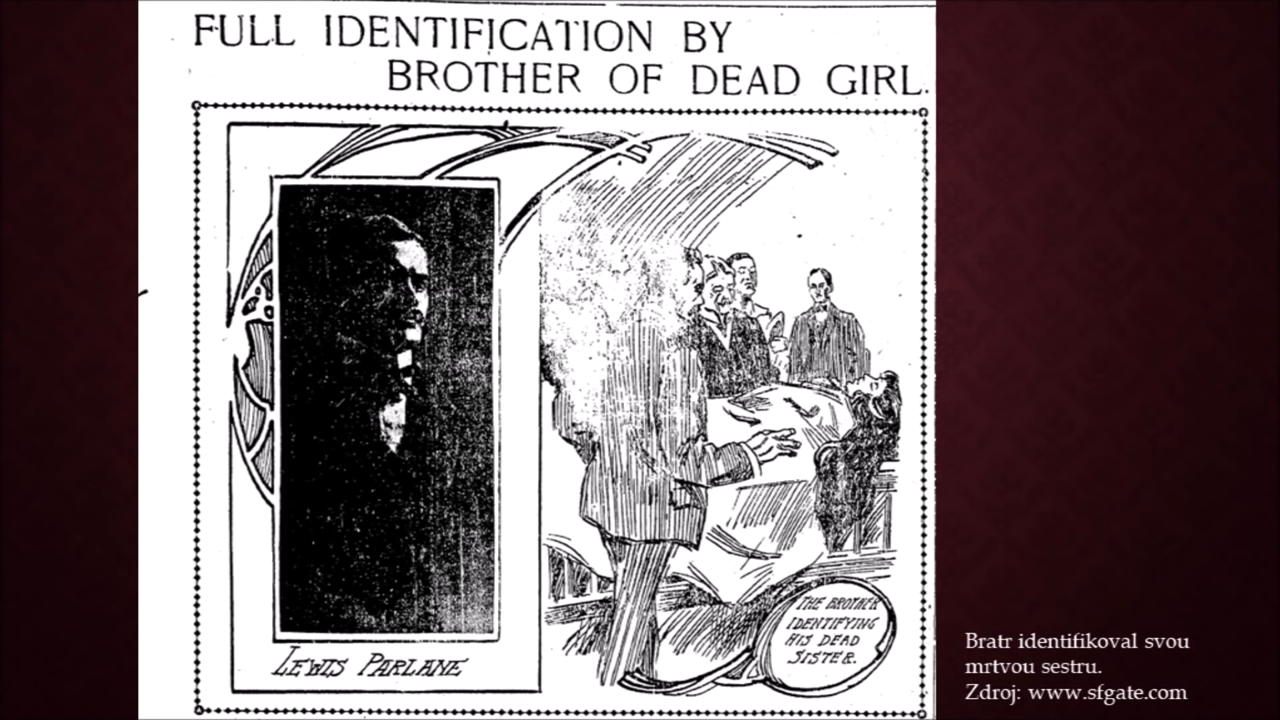 FULL IDENTIFICATION BY
BROTHER OF DEAD GIRL.
LEWIS PARLANE
THE BROTHER
IDENTIFYING
HIS DEAD
SISTER.
Bratr identifikoval svou
mrtvou sestru.
Zdroj: www.sfgate.com